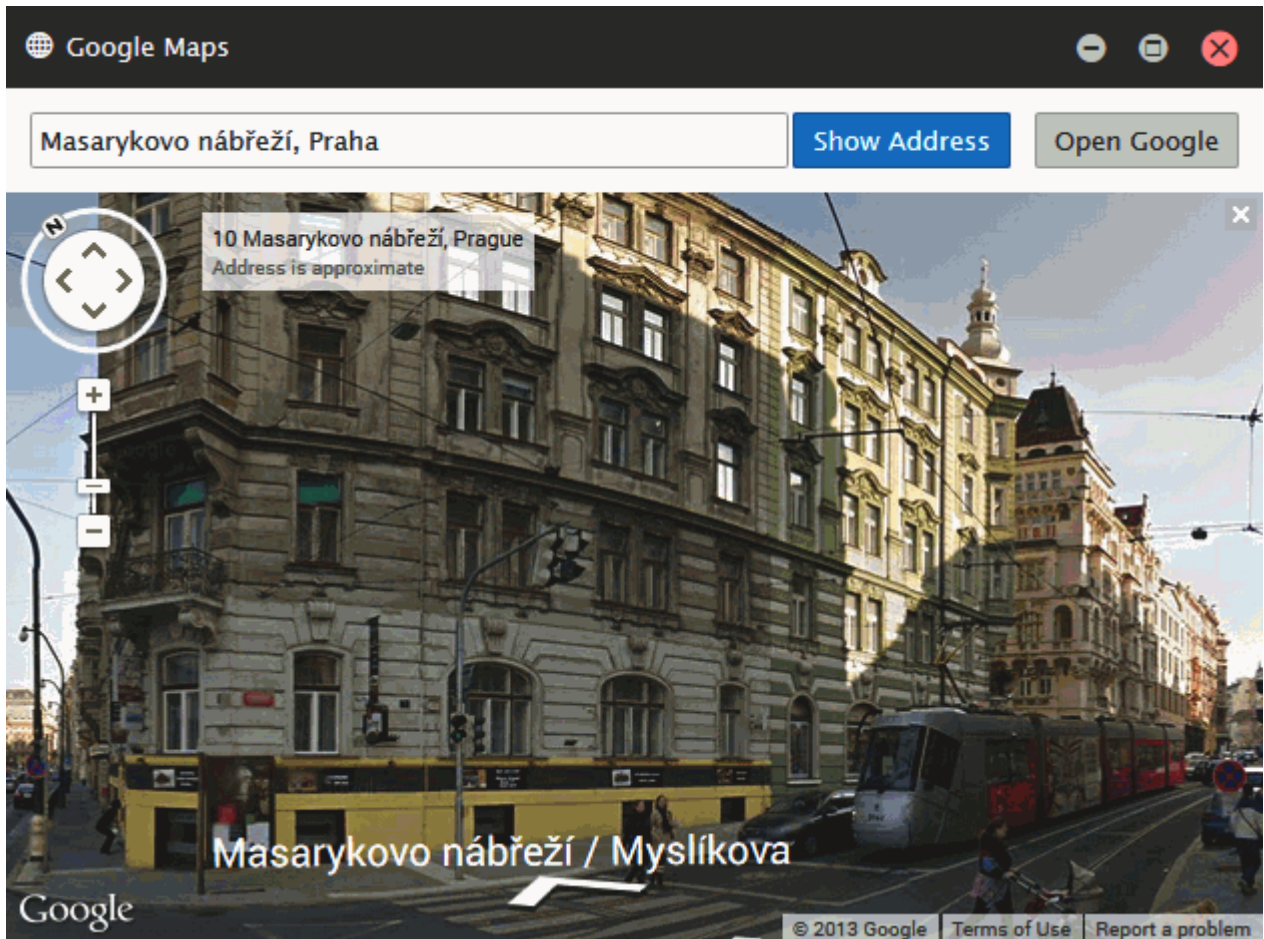 Google Maps
Masarykovo nábřeží, Praha
Show Address
Open Google
N
10 Masarykovo nábřeží, Prague
Address is approximate
Masarykovo nábřeží / Myslíkova
Google
© 2013 Google
Terms of Use
Report a problem